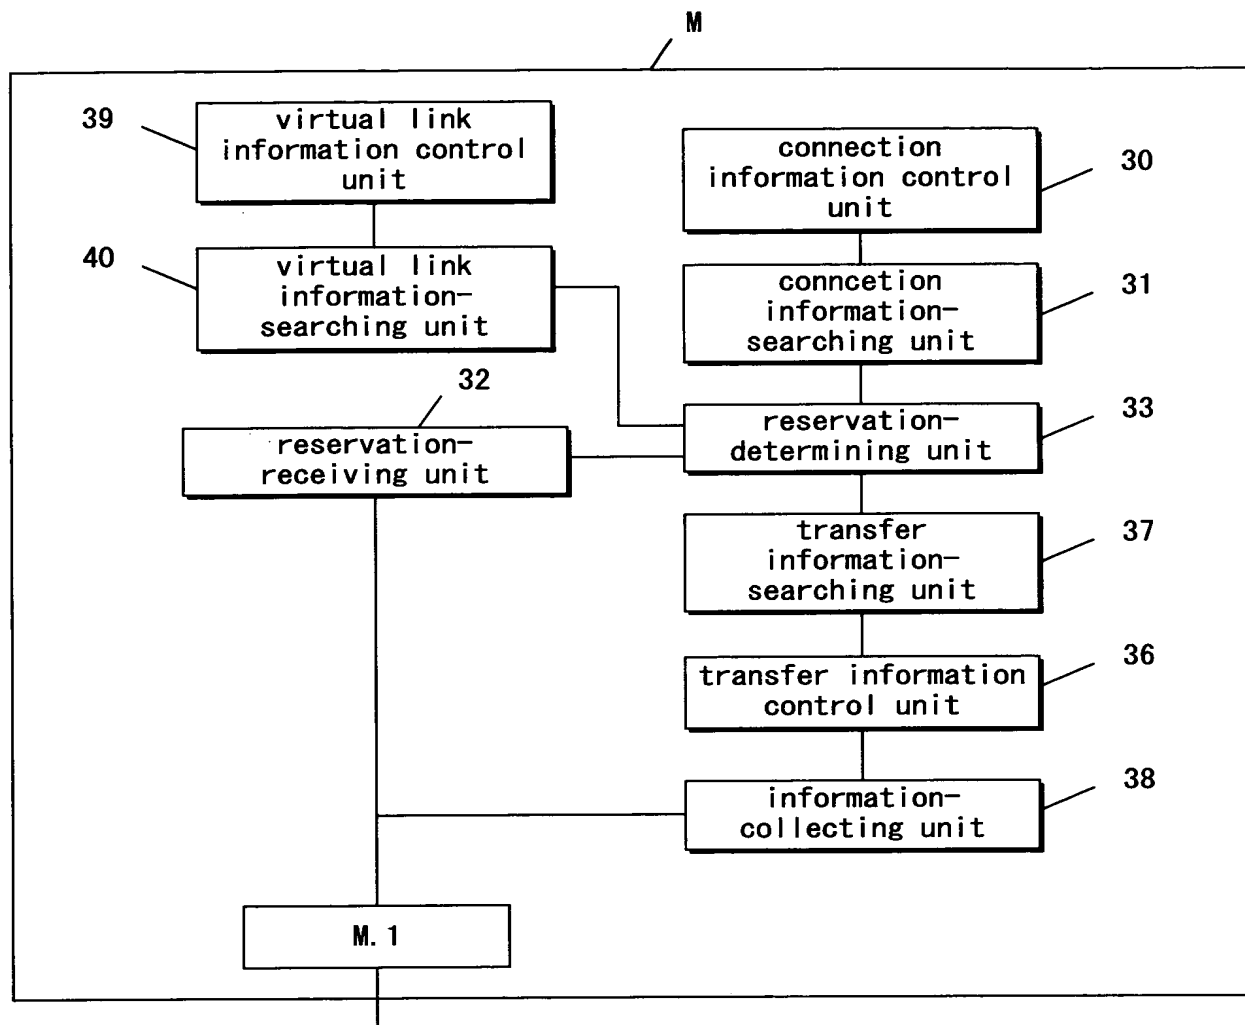 M
39
virtual link
information control
unit
connection
information control
unit
30
40
virtual link
information-
searching unit
conncetion
information-
searching unit
31
32
reservation-
receiving unit
reservation-
determining unit
33
transfer
information-
searching unit
37
transfer information
control unit
36
information-
collecting unit
38
M. 1